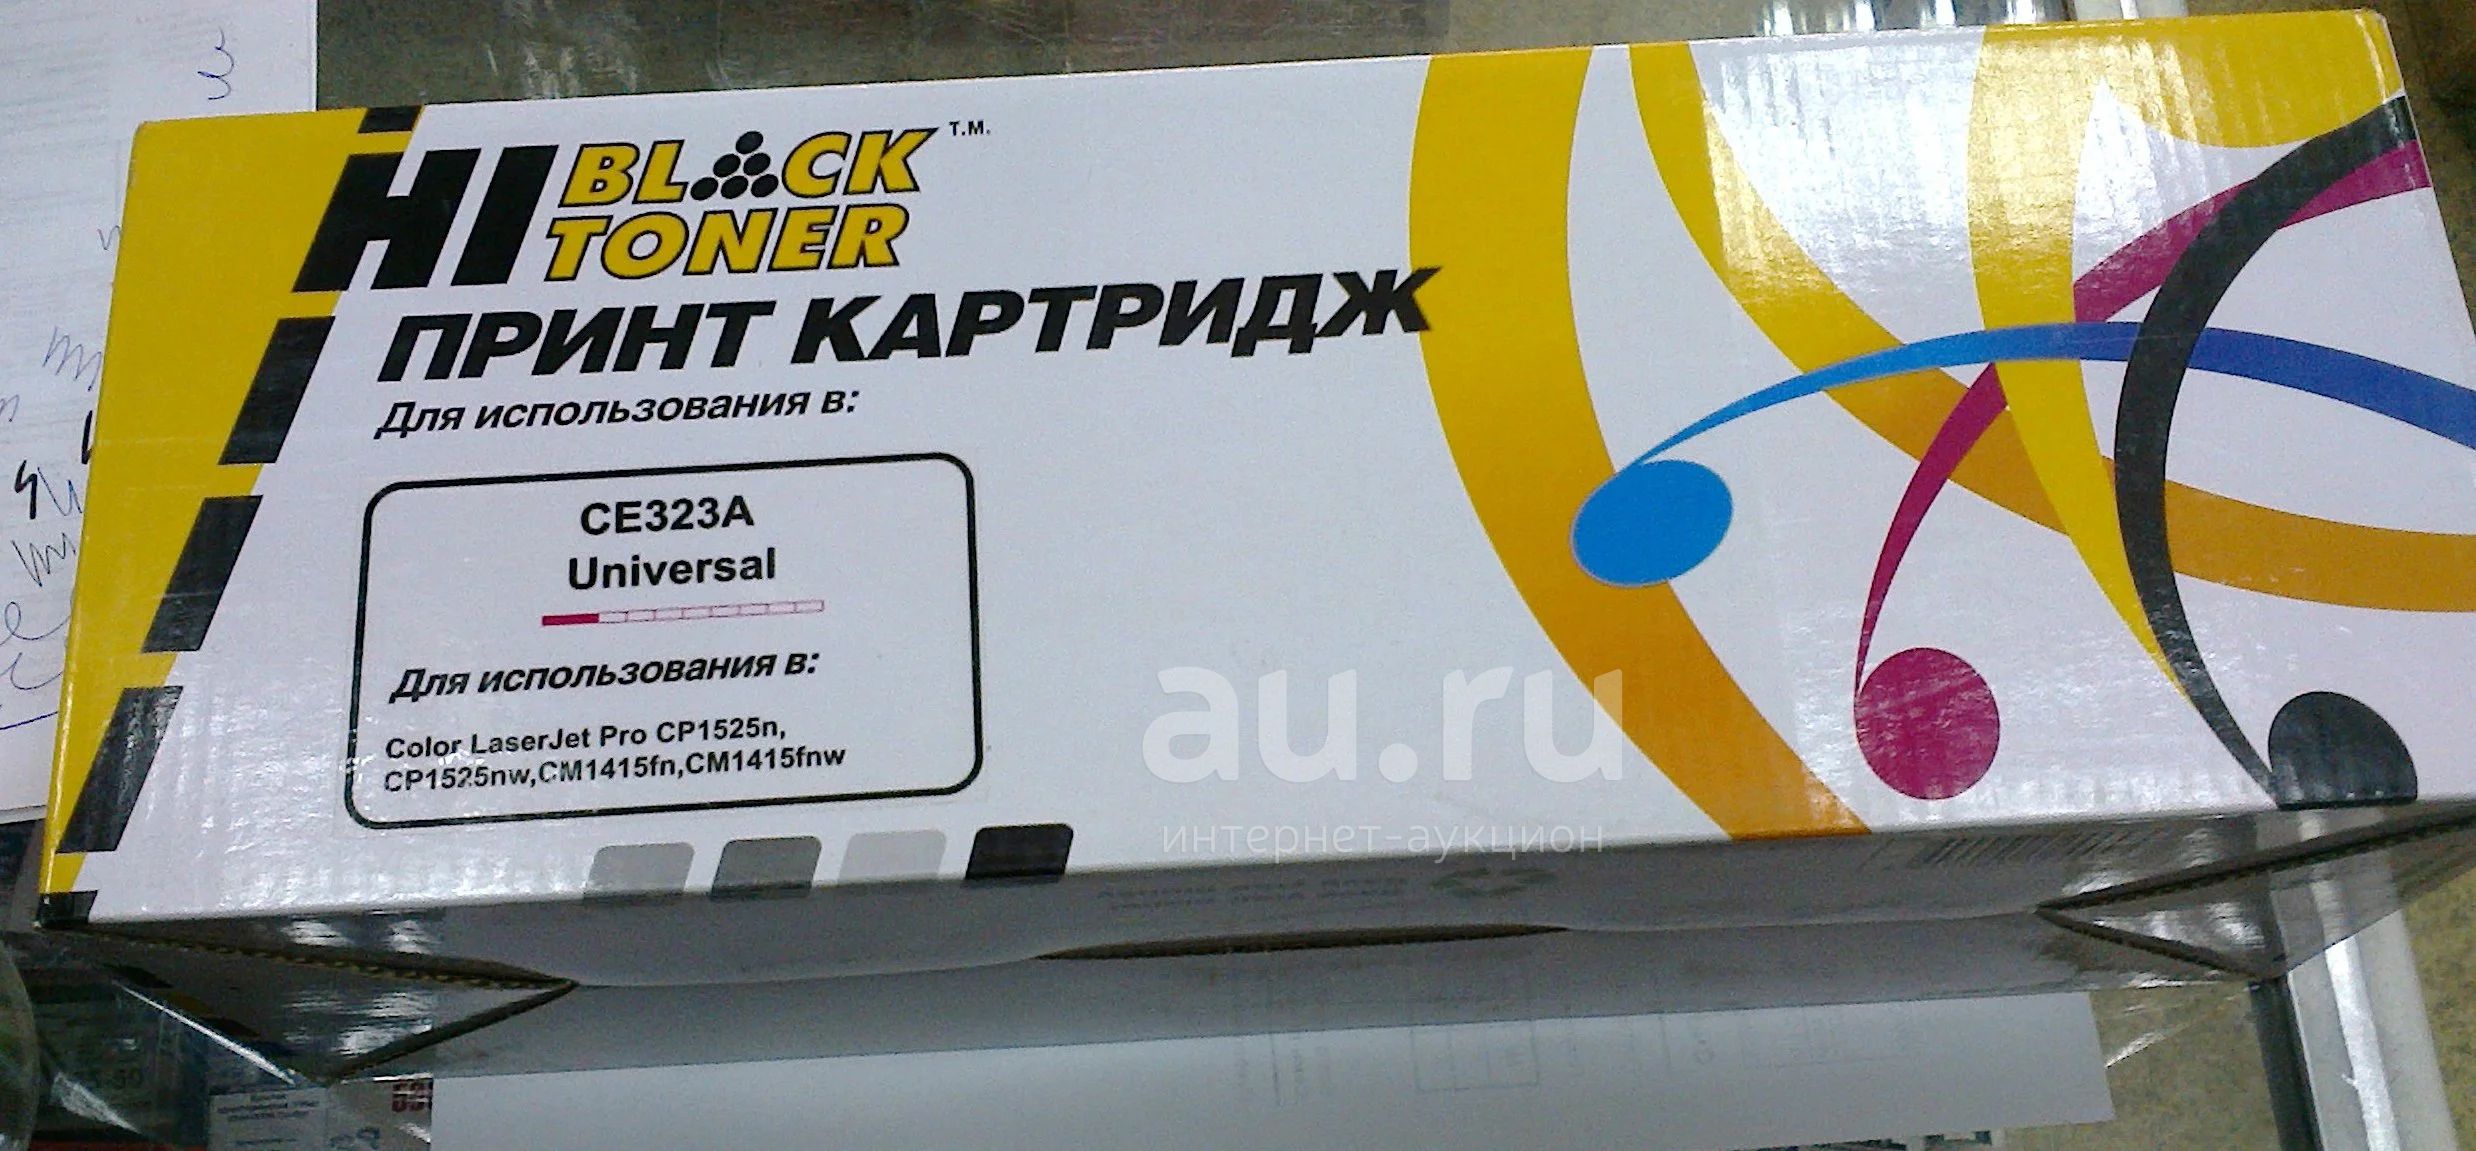 HI BLACK TONER T.M.
ПРИНТ КАРТРИДЖ
Для использования в:
CE323A
Universal
Для использования в:
Color LaserJet Pro CP1525n,
CP1525nw,CM1415fn,CM1415fnw
au.ru
интернет-аукцион